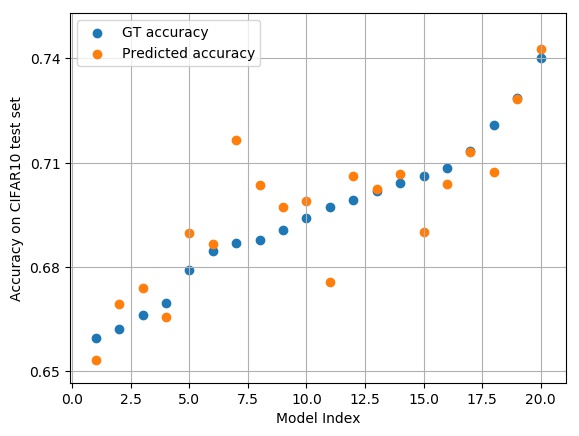 GT accuracy
Predicted accuracy
Accuracy on CIFAR10 test set
0.74
0.71
0.68
0.65
0.0 2.5 5.0 7.5 10.0 12.5 15.0 17.5 20.0
Model Index